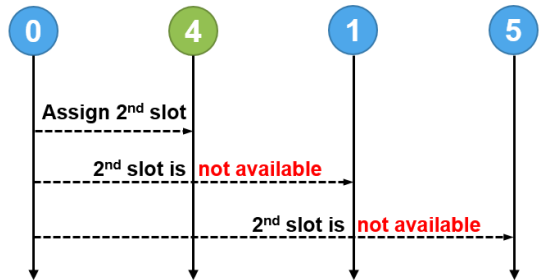 0 4 1 5
Assign 2nd slot
2nd slot is not available
2nd slot is not available